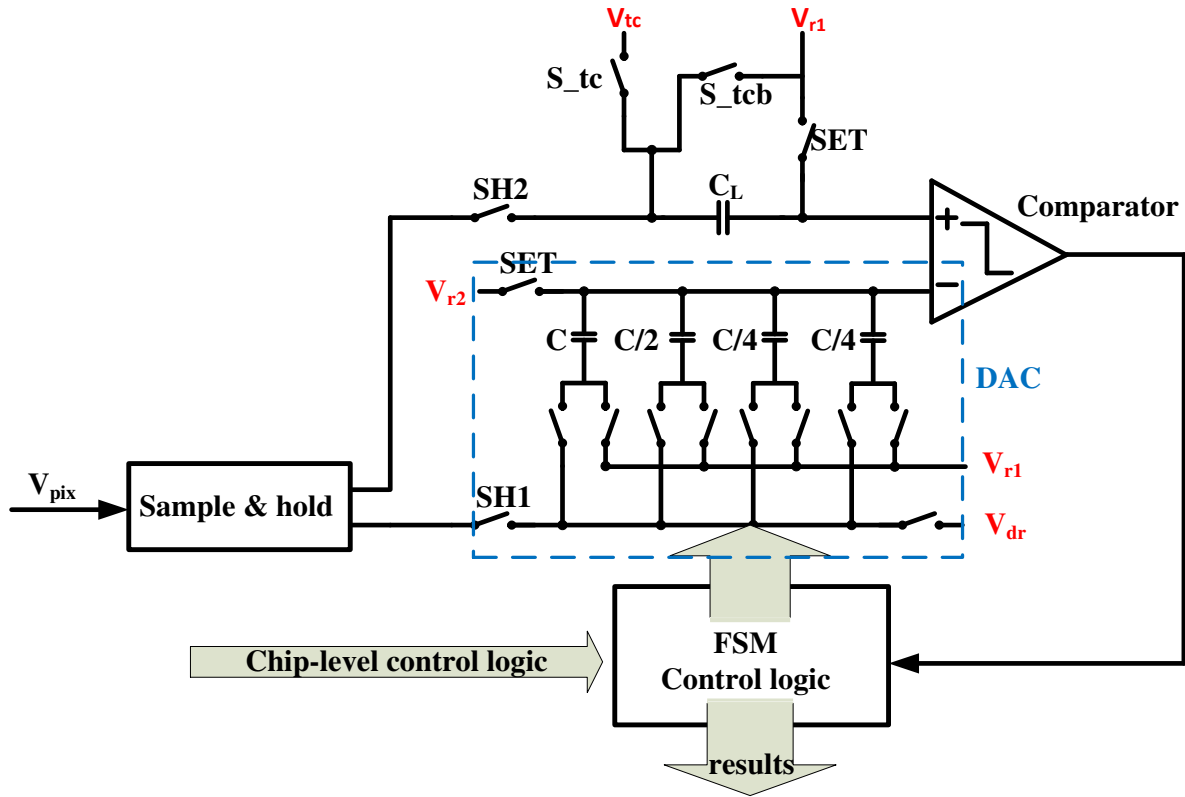 Vtc
Vr1
S_tc
S_tcb
SET
SH2
CL
Comparator
+
SET
Vr2
−
C
C/2
C/4
C/4
DAC
Vpix
Sample & hold
SH1
Vr1
Vdr
Chip-level control logic
FSM
Control logic
results